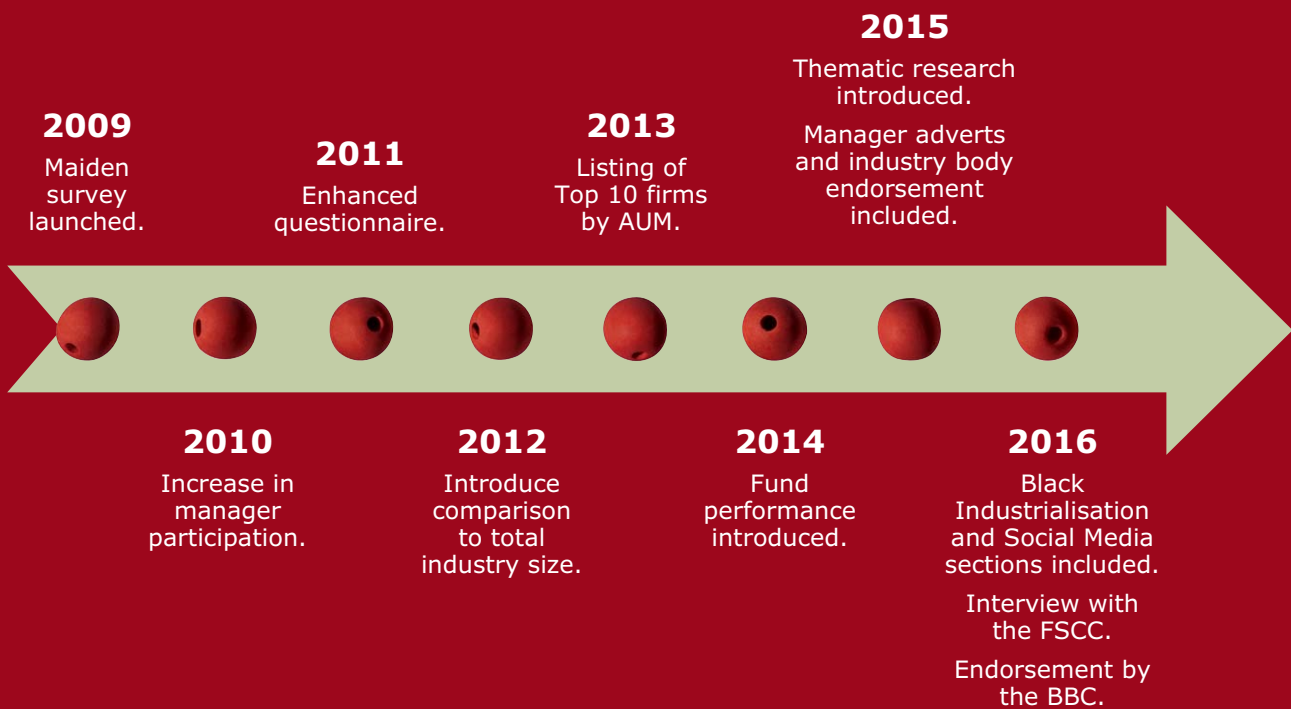 2009
Maiden
survey
launched.
2010
Increase in
manager
participation.
2011
Enhanced
questionnaire.
2012
Introduce
comparison
to total
industry size.
2013
Listing of
Top 10 firms
by AUM.
2014
Fund
performance
introduced.
2015
Thematic research
introduced.
Manager adverts
and industry body
endorsement
included.
2016
Black
Industrialisation
and Social Media
sections included.
Interview with
the FSCC.
Endorsement by
the BBC.